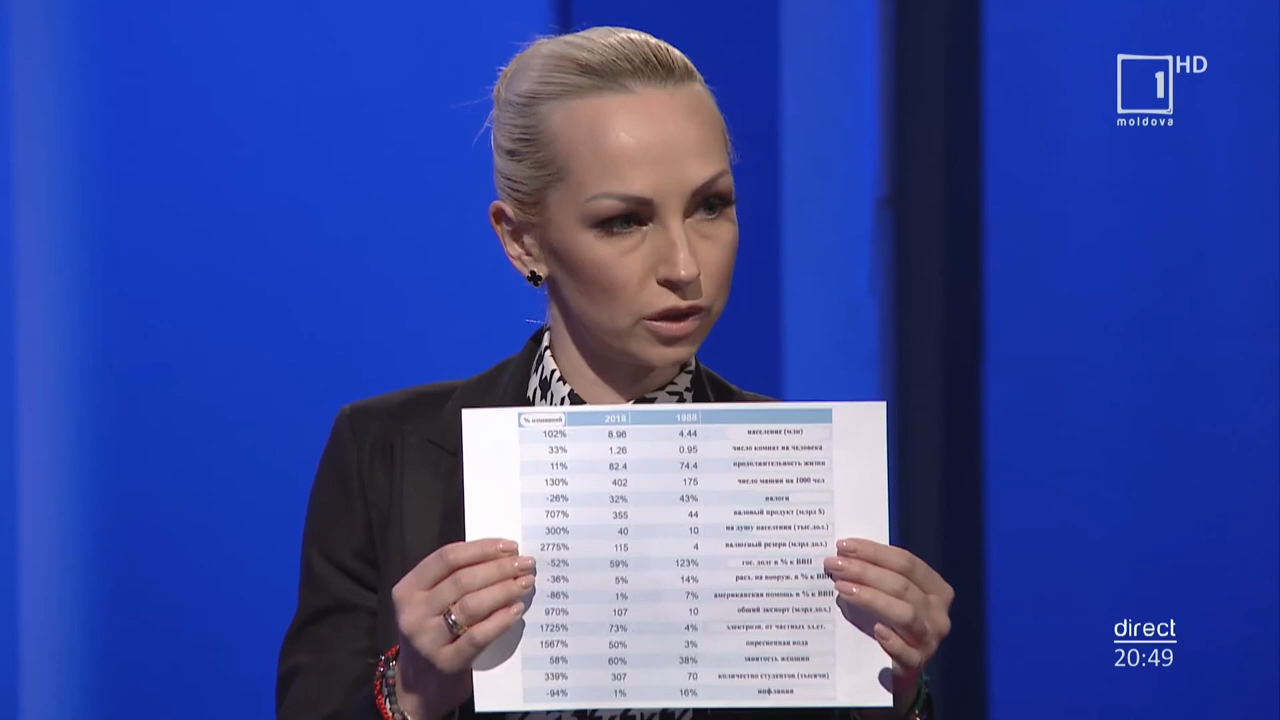 1 HD
moldova
% изменений 2018 1988
102% 8.96 4.44 население (млн)
33% 1.26 0.95 число комнат на человека
11% 82.4 74.4 продолжительность жизни
130% 402 175 число машин на 1000 чел
-26% 32% 43% налоги
707% 355 44 валовый продукт (млрд $)
300% 40 10 на душу населения (тыс.дол.)
2775% 115 4 валютный резерв (млрд дол.)
-52% 59% 123% гос. долг в % к ВВП
-36% 5% 14% расх. на вооруж. в % к ВВП
-86% 1% 7% американская помощь в % к ВВП
970% 107 10 общий экспорт (млрд дол.)
1725% 73% 4% электроэн. от частных эл.ст.
1567% 50% 3% опресненная вода
58% 60% 38% занятость женщин
339% 307 70 количество студентов (тысячи)
-94% 1% 16% инфляция
direct
20:49